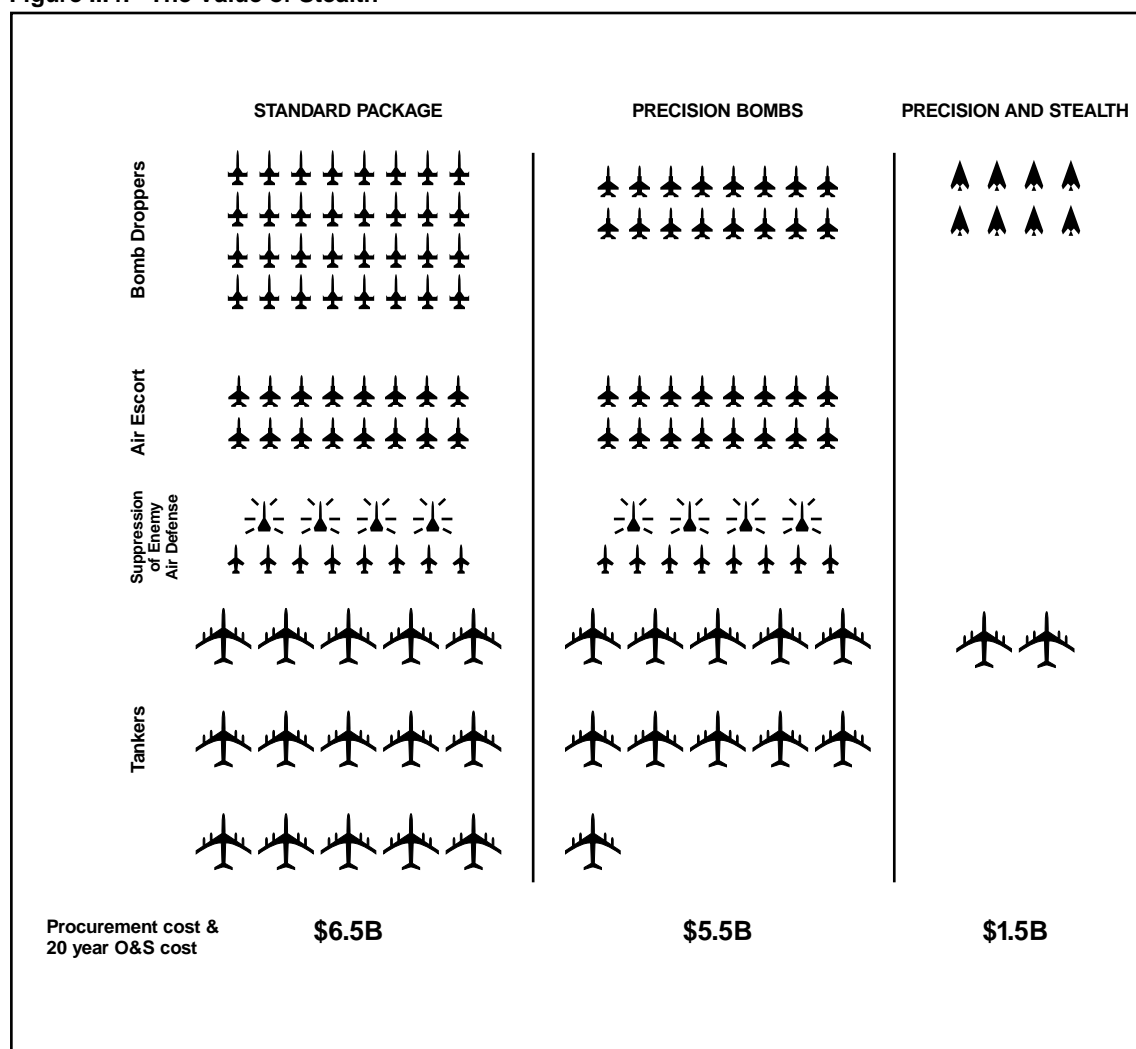 STANDARD PACKAGE
PRECISION BOMBS
PRECISION AND STEALTH
Bomb Droppers
Air Escort
Suppression
of Enemy
Air Defense
Tankers
Procurement cost &
20 year O&S cost
$6.5B
$5.5B
$1.5B